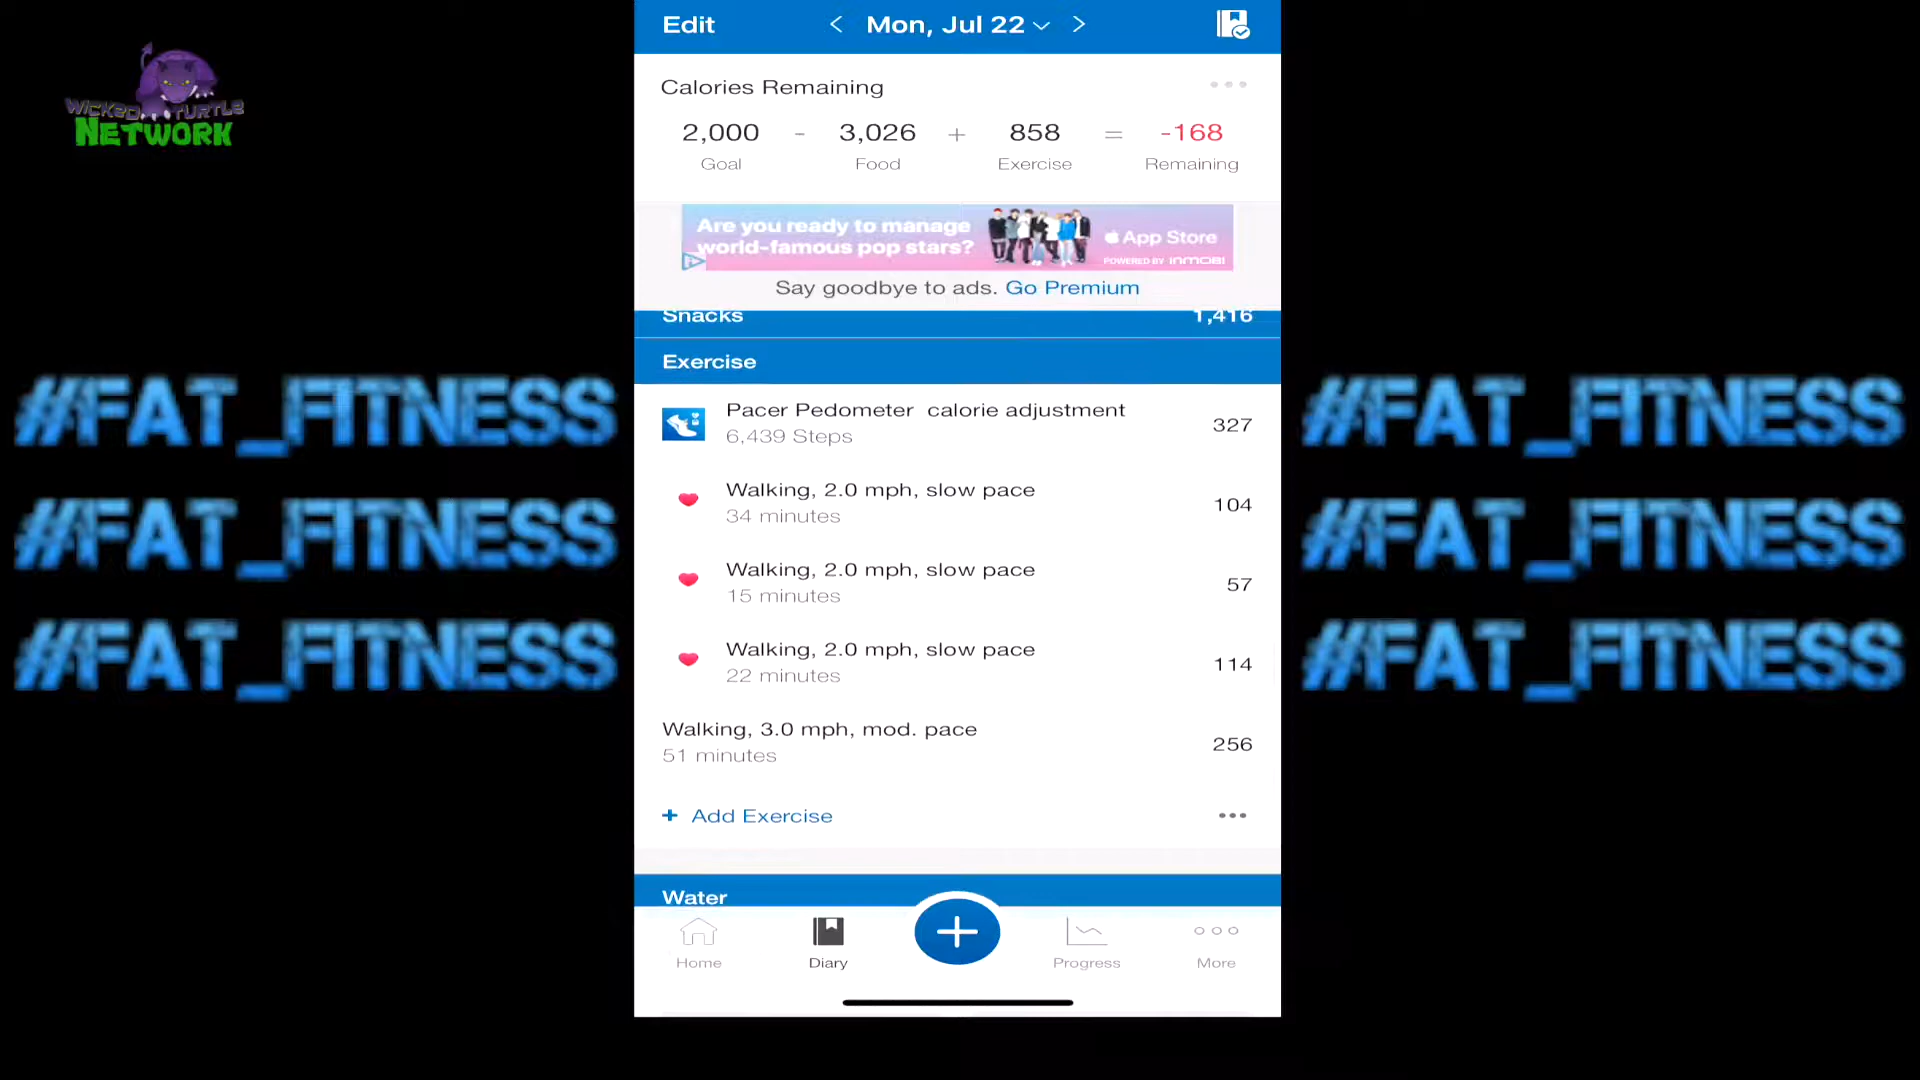 WICKED TURTLE
NETWORK
Edit
Mon, Jul 22
Calories Remaining
2,000 - 3,026 + 858 = -168
Goal Food Exercise Remaining
Are you ready to manage
world-famous pop stars?
App Store
POWERED BY INMOBI
Say goodbye to ads. Go Premium
Snacks 1,416
Exercise
Pacer Pedometer calorie adjustment
6,439 Steps
327
Walking, 2.0 mph, slow pace
34 minutes
104
Walking, 2.0 mph, slow pace
15 minutes
57
Walking, 2.0 mph, slow pace
22 minutes
114
Walking, 3.0 mph, mod. pace
51 minutes
256
+ Add Exercise
Water
Home Diary Progress More
#FAT_FITNESS
#FAT_FITNESS
#FAT_FITNESS
#FAT_FITNESS
#FAT_FITNESS
#FAT_FITNESS